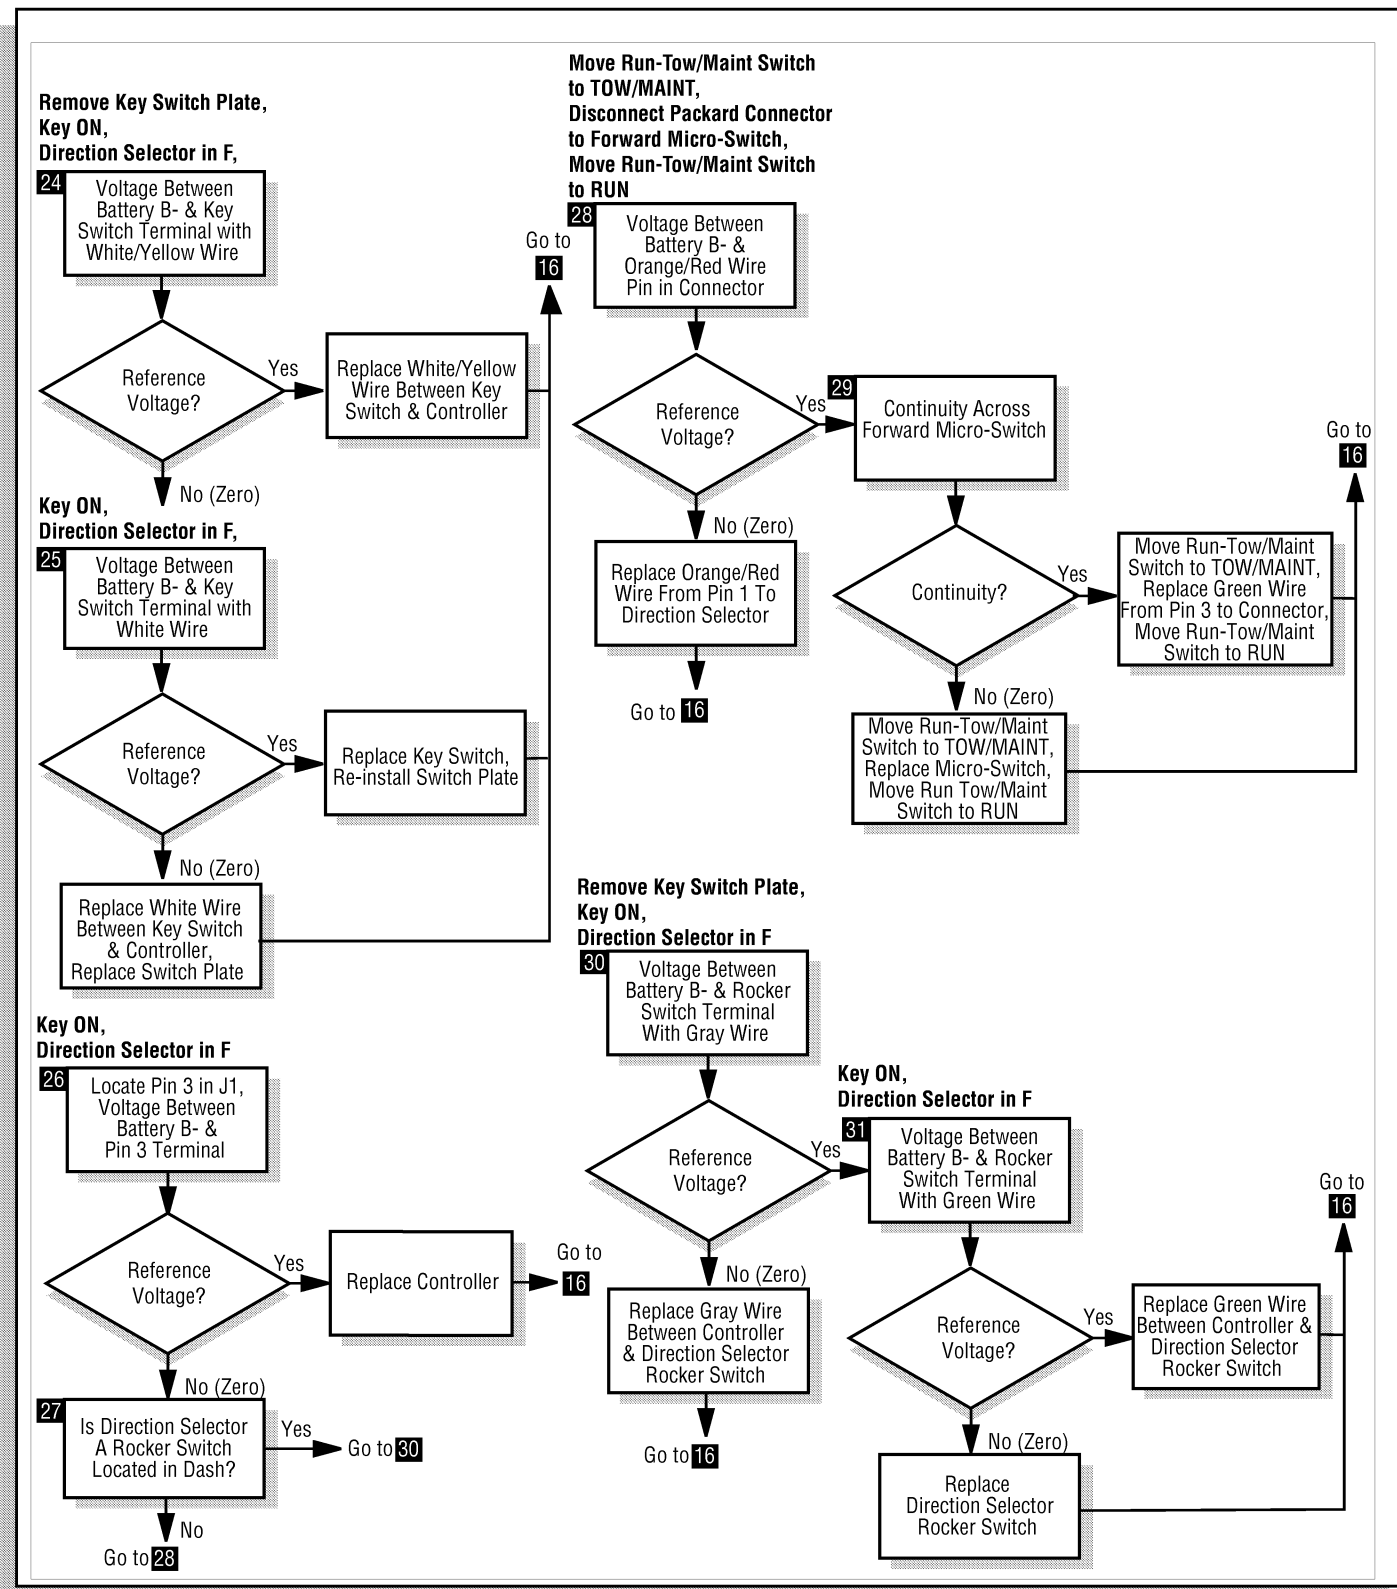 Remove Key Switch Plate,
Key ON,
Direction Selector in F,
24
Voltage Between
Battery B- & Key
Switch Terminal with
White/Yellow Wire
Reference
Voltage?
Yes
Replace White/Yellow
Wire Between Key
Switch & Controller
Go to
16
No (Zero)
Key ON,
Direction Selector in F,
25
Voltage Between
Battery B- & Key
Switch Terminal with
White Wire
Reference
Voltage?
Yes
Replace Key Switch,
Re-install Switch Plate
No (Zero)
Replace White Wire
Between Key Switch
& Controller,
Replace Switch Plate
Key ON,
Direction Selector in F
26
Locate Pin 3 in J1,
Voltage Between
Battery B- &
Pin 3 Terminal
Reference
Voltage?
Yes
Replace Controller
Go to
16
No (Zero)
27
Is Direction Selector
A Rocker Switch
Located in Dash?
Yes
Go to 30
No
Go to 28
Move Run-Tow/Maint Switch
to TOW/MAINT,
Disconnect Packard Connector
to Forward Micro-Switch,
Move Run-Tow/Maint Switch
to RUN
28
Voltage Between
Battery B- &
Orange/Red Wire
Pin in Connector
Reference
Voltage?
Yes
No (Zero)
Replace Orange/Red
Wire From Pin 1 To
Direction Selector
Go to 16
29
Continuity Across
Forward Micro-Switch
Continuity?
Yes
Move Run-Tow/Maint
Switch to TOW/MAINT,
Replace Green Wire
From Pin 3 to Connector,
Move Run-Tow/Maint
Switch to RUN
Go to
16
No (Zero)
Move Run-Tow/Maint
Switch to TOW/MAINT,
Replace Micro-Switch,
Move Run Tow/Maint
Switch to RUN
Remove Key Switch Plate,
Key ON,
Direction Selector in F
30
Voltage Between
Battery B- & Rocker
Switch Terminal
With Gray Wire
Reference
Voltage?
Yes
No (Zero)
Replace Gray Wire
Between Controller
& Direction Selector
Rocker Switch
Go to 16
Key ON,
Direction Selector in F
31
Voltage Between
Battery B- & Rocker
Switch Terminal
With Green Wire
Reference
Voltage?
Yes
Replace Green Wire
Between Controller &
Direction Selector
Rocker Switch
Go to
16
No (Zero)
Replace
Direction Selector
Rocker Switch